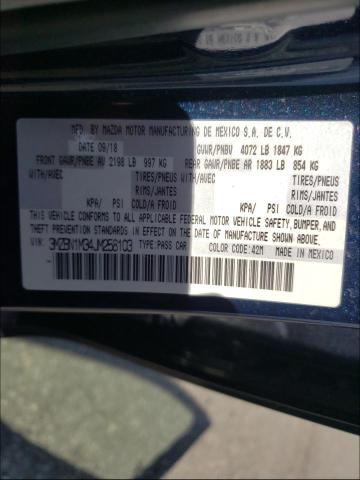 MFD. BY MAZDA MOTOR MANUFACTURING DE MEXICO S.A. DE C.V.
DATE 09/18 GVWR/PNBV 4072 LB 1847 KG
FRONT GAWR/PNBE AV 2198 LB 997 KG REAR GAWR/PNBE AR 1883 LB 854 KG
WITH/AVEC TIRES/PNEUS WITH/AVEC TIRES/PNEUS
RIMS/JANTES RIMS/JANTES
KPA/ PSI COLD/A FROID KPA/ PSI COLD/A FROID
THIS VEHICLE CONFORMS TO ALL APPLICABLE FEDERAL MOTOR VEHICLE SAFETY, BUMPER, AND
THEFT PREVENTION STANDARDS IN EFFECT ON THE DATE OF MANUFACTURE SHOWN ABOVE.
VIN: 3MZBN1M34JM256103 TYPE: PASS CAR COLOR CODE: 42M MADE IN MEXICO